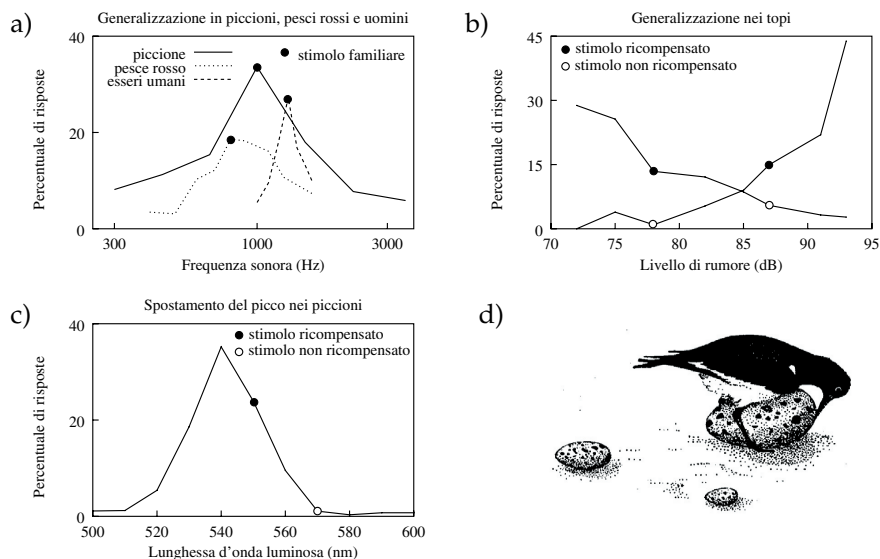 a)
Generalizzazione in piccioni, pesci rossi e uomini
Percentuale di risposte
40
20
0
piccione
pesce rosso
esseri umani
stimolo familiare
300
1000
3000
Frequenza sonora (Hz)
b)
Generalizzazione nei topi
Percentuale di risposte
45
30
15
0
stimolo ricompensato
stimolo non ricompensato
70
75
80
85
90
95
Livello di rumore (dB)
c)
Spostamento del picco nei piccioni
Percentuale di risposte
40
20
0
stimolo ricompensato
stimolo non ricompensato
500
520
540
560
580
600
Lunghessa d'onda luminosa (nm)
d)